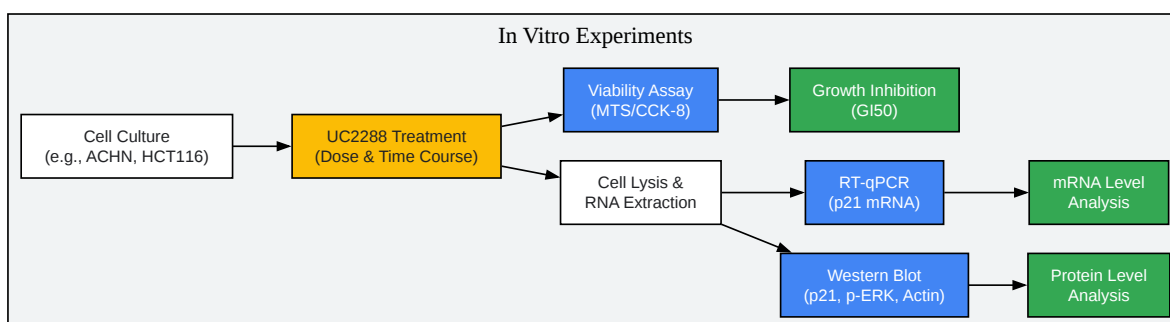 In Vitro Experiments
Cell Culture
(e.g., ACHN, HCT116)
UC2288 Treatment
(Dose & Time Course)
Viability Assay
(MTS/CCK-8)
Growth Inhibition
(GI50)
Cell Lysis &
RNA Extraction
RT-qPCR
(p21 mRNA)
mRNA Level
Analysis
Western Blot
(p21, p-ERK, Actin)
Protein Level
Analysis